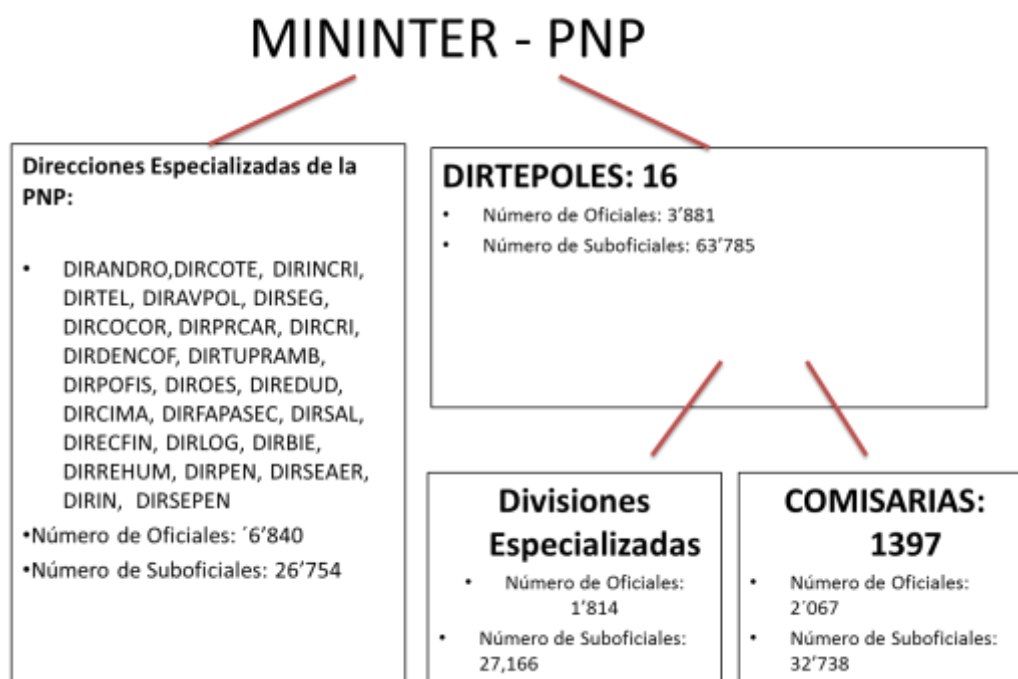 MININTER - PNP
Direcciones Especializadas de la
PNP:
• DIRANDRO,DIRCOTE, DIRINCRI,
DIRTEL, DIRAVPOL, DIRSEG,
DIRCOCOR, DIRPRCAR, DIRCRI,
DIRDENCOF, DIRTUPRAMB,
DIRPOFIS, DIROES, DIREDUD,
DIRCIMA, DIRFAPASEC, DIRSAL,
DIRECFIN, DIRLOG, DIRBIE,
DIRREHUM, DIRPEN, DIRSEAER,
DIRIN, DIRSEPEN
•Número de Oficiales: ´6’840
•Número de Suboficiales: 26’754
DIRTEPOLES: 16
• Número de Oficiales: 3’881
• Número de Suboficiales: 63’785
Divisiones
Especializadas
• Número de Oficiales:
1’814
• Número de Suboficiales:
27,166
COMISARIAS:
1397
• Número de Oficiales:
2´067
• Número de Suboficiales:
32’738